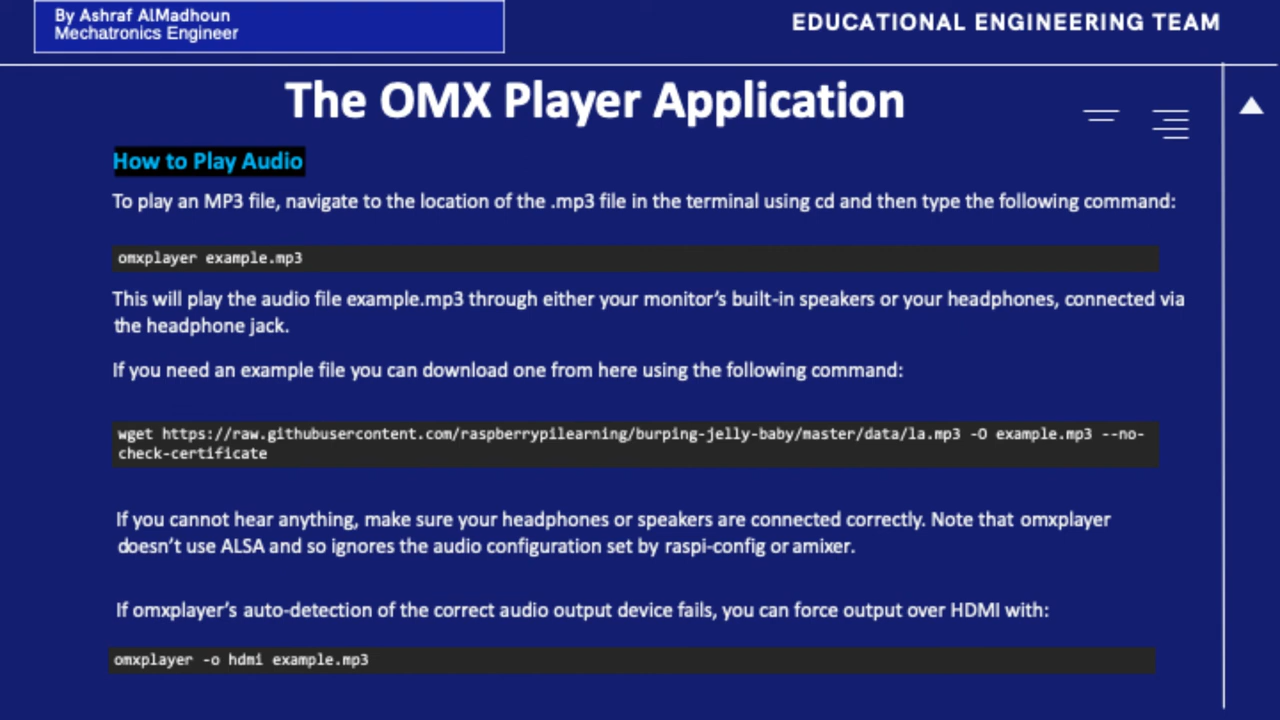 By Ashraf AlMadhoun
Mechatronics Engineer
EDUCATIONAL ENGINEERING TEAM
The OMX Player Application
How to Play Audio
To play an MP3 file, navigate to the location of the .mp3 file in the terminal using cd and then type the following command:
omxplayer example.mp3
This will play the audio file example.mp3 through either your monitor's built-in speakers or your headphones, connected via
the headphone jack.
If you need an example file you can download one from here using the following command:
wget https://raw.githubusercontent.com/raspberrypilearning/burping-jelly-baby/master/data/la.mp3 -O example.mp3 --no-
check-certificate
If you cannot hear anything, make sure your headphones or speakers are connected correctly. Note that omxplayer
doesn't use ALSA and so ignores the audio configuration set by raspi-config or amixer.
If omxplayer's auto-detection of the correct audio output device fails, you can force output over HDMI with:
omxplayer -o hdmi example.mp3